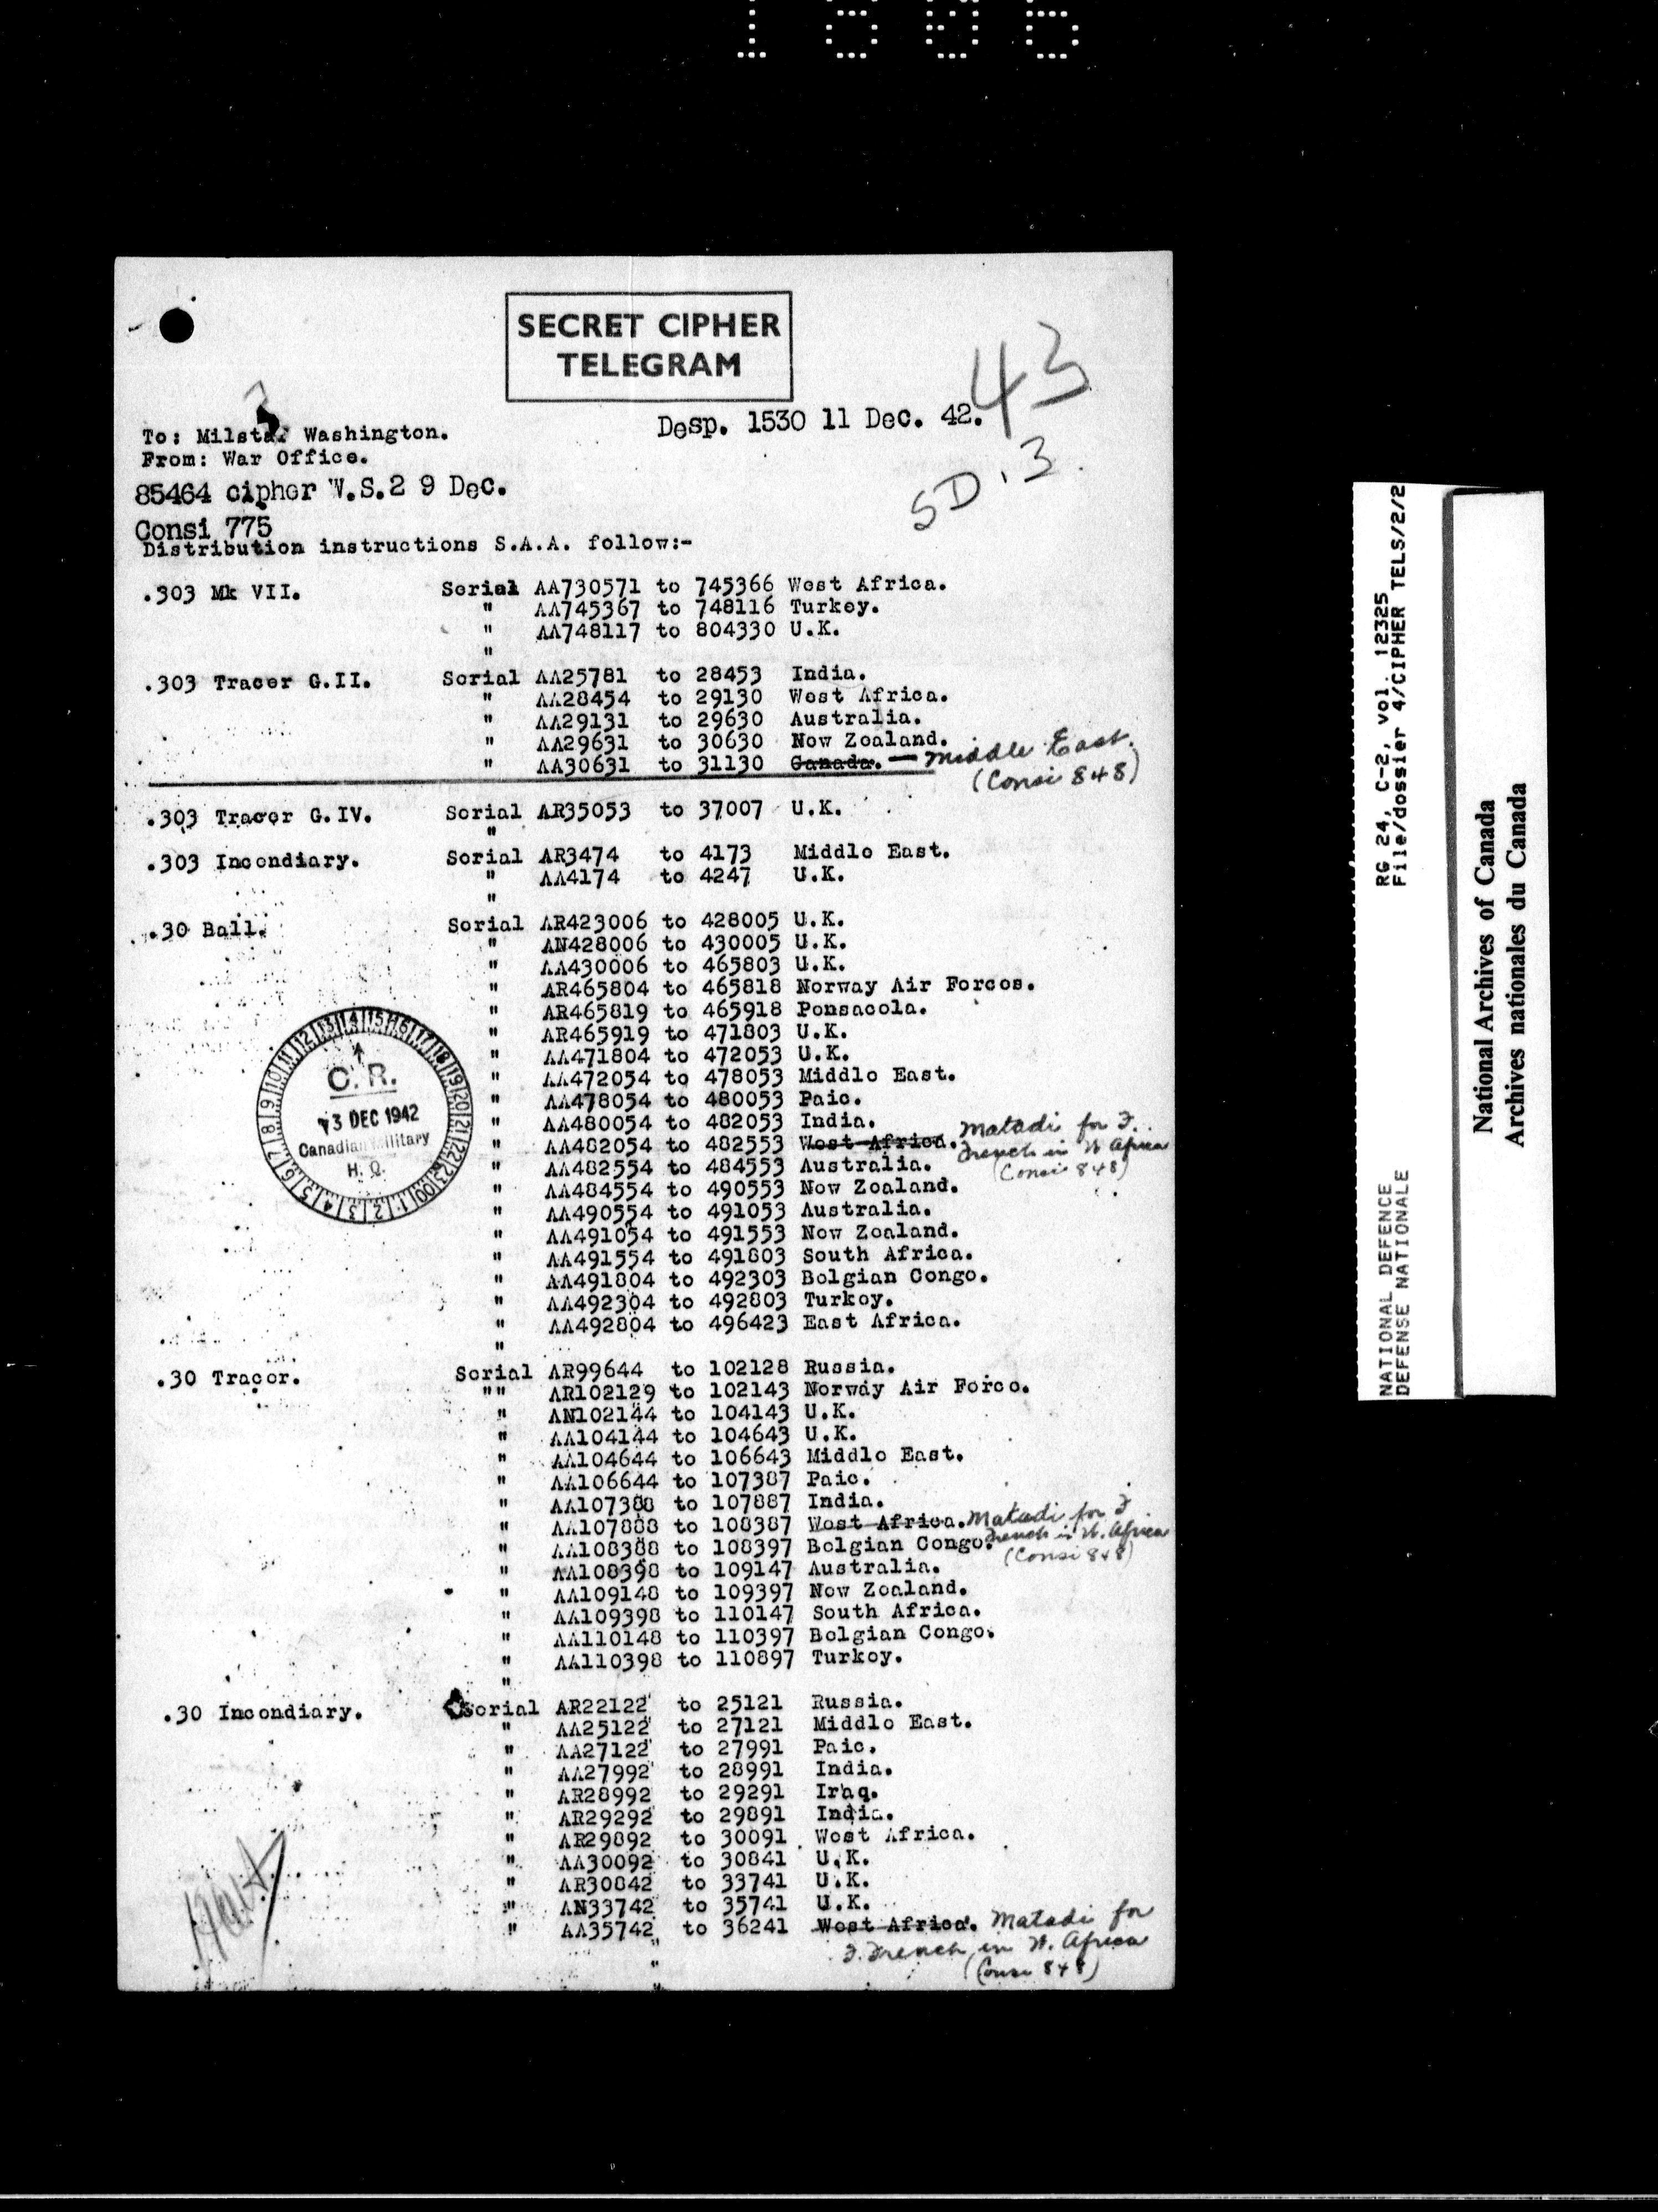 1806
SECRET CIPHER
TELEGRAM
43
Desp. 1530 11 Dec. 42.
SD.3.
To: Milstar Washington.
From: War Office.
85464 cipher W.S.2 9 Dec.
Consi 775
Distribution instructions S.A.A. follow:-
.303 Mk VII. Serial AA730571 to 745366 West Africa.
" AA745367 to 748116 Turkey.
" AA748117 to 804330 U.K.
"
.303 Tracer G.II. Serial AA25781 to 28453 India.
" AA28454 to 29130 West Africa.
" AA29131 to 29630 Australia.
" AA29631 to 30630 New Zealand.
" AA30631 to 31130 Canada. — Middle East.
(Consi 848)
.303 Tracer G.IV. Serial AR35053 to 37007 U.K.
"
.303 Incendiary. Serial AR3474 to 4173 Middle East.
" AA4174 to 4247 U.K.
"
.30 Ball. Serial AR423006 to 428005 U.K.
" AN428006 to 430005 U.K.
" AA430006 to 465803 U.K.
" AR465804 to 465818 Norway Air Forces.
" AR465819 to 465918 Pensacola.
" AR465919 to 471803 U.K.
" AA471804 to 472053 U.K.
" AA472054 to 478053 Middle East.
" AA478054 to 480053 Paic.
" AA480054 to 482053 India.
" AA482054 to 482553 West Africa. Matadi for F.
French in W Africa
(Consi 848)
" AA482554 to 484553 Australia.
" AA484554 to 490553 New Zealand.
" AA490554 to 491053 Australia.
" AA491054 to 491553 New Zealand.
" AA491554 to 491803 South Africa.
" AA491804 to 492303 Belgian Congo.
" AA492304 to 492803 Turkey.
" AA492804 to 496423 East Africa.
"
C.R.
13 DEC 1942
Canadian Military
H.Q.
.30 Tracer. Serial AR99644 to 102128 Russia.
"" AR102129 to 102143 Norway Air Force.
" AN102144 to 104143 U.K.
" AA104144 to 104643 U.K.
" AA104644 to 106643 Middle East.
" AA106644 to 107387 Paic.
" AA107388 to 107887 India.
" AA107888 to 108387 West Africa. Matadi for F
French in W. Africa
(Consi 848)
" AA108388 to 108397 Belgian Congo.
" AA108398 to 109147 Australia.
" AA109148 to 109397 New Zealand.
" AA109398 to 110147 South Africa.
" AA110148 to 110397 Belgian Congo.
" AA110398 to 110897 Turkey.
"
.30 Incendiary. Serial AR22122 to 25121 Russia.
" AA25122 to 27121 Middle East.
" AA27122 to 27991 Paic.
" AA27992 to 28991 India.
" AR28992 to 29291 Iraq.
" AR29292 to 29891 India.
" AR29892 to 30091 West Africa.
" AA30092 to 30841 U.K.
" AR30842 to 33741 U.K.
" AN33742 to 35741 U.K.
" AA35742 to 36241 West Africa. Matadi for
F. French in W. Africa
(Consi 848)
"
"
"
RG 24, C-2, vol. 12325
File/dossier 4/CIPHER TELS/2/2
NATIONAL DEFENCE
DEFENSE NATIONALE
National Archives of Canada
Archives nationales du Canada